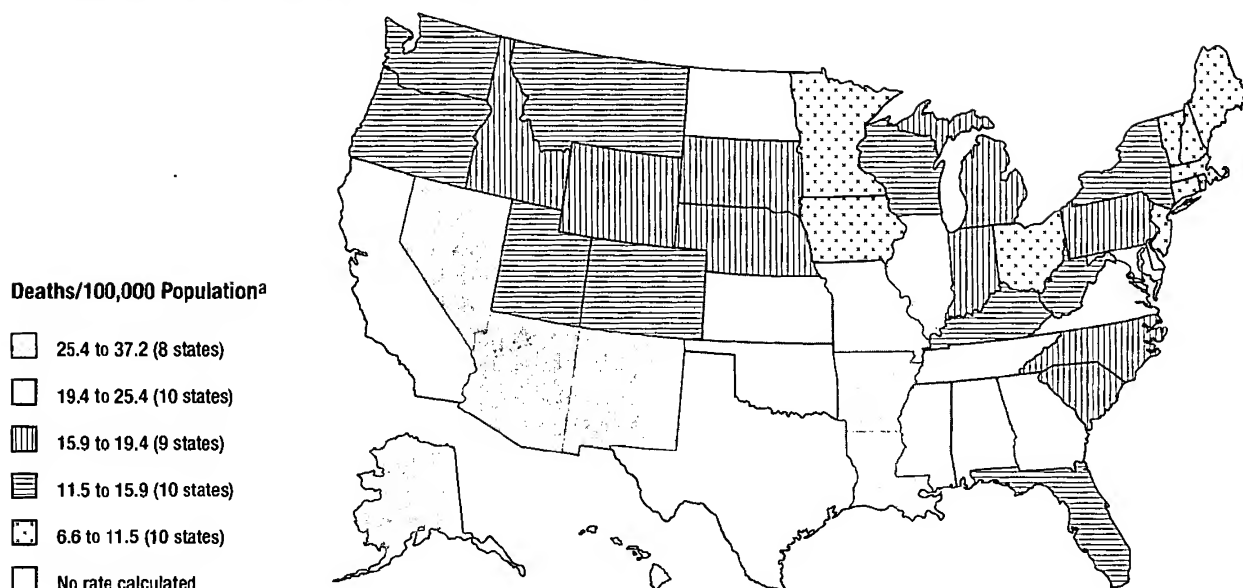 Deaths/100,000 Populationª
25.4 to 37.2 (8 states)
19.4 to 25.4 (10 states)
15.9 to 19.4 (9 states)
11.5 to 15.9 (10 states)
6.6 to 11.5 (10 states)
No rate calculated